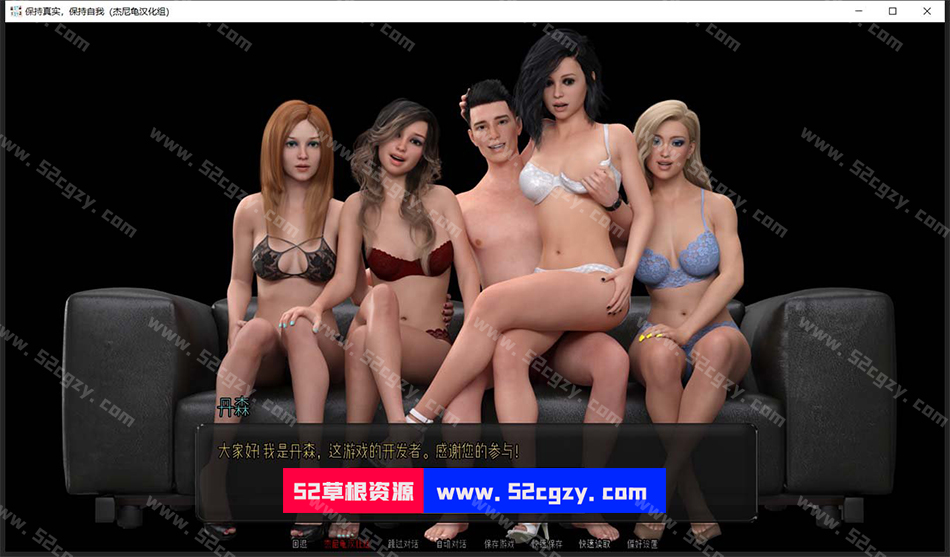 保持真实，保持自我 (杰尼龟汉化组)
丹森
大家好!我是丹森，这游戏的开发者。感谢您的参与!
52草根资源 www.52cgzy.com
回退 杰尼龟汉化组 跳过对话 自动对话 保存游戏 快速保存 快速读取 偏好设置
www.52cgzy.com